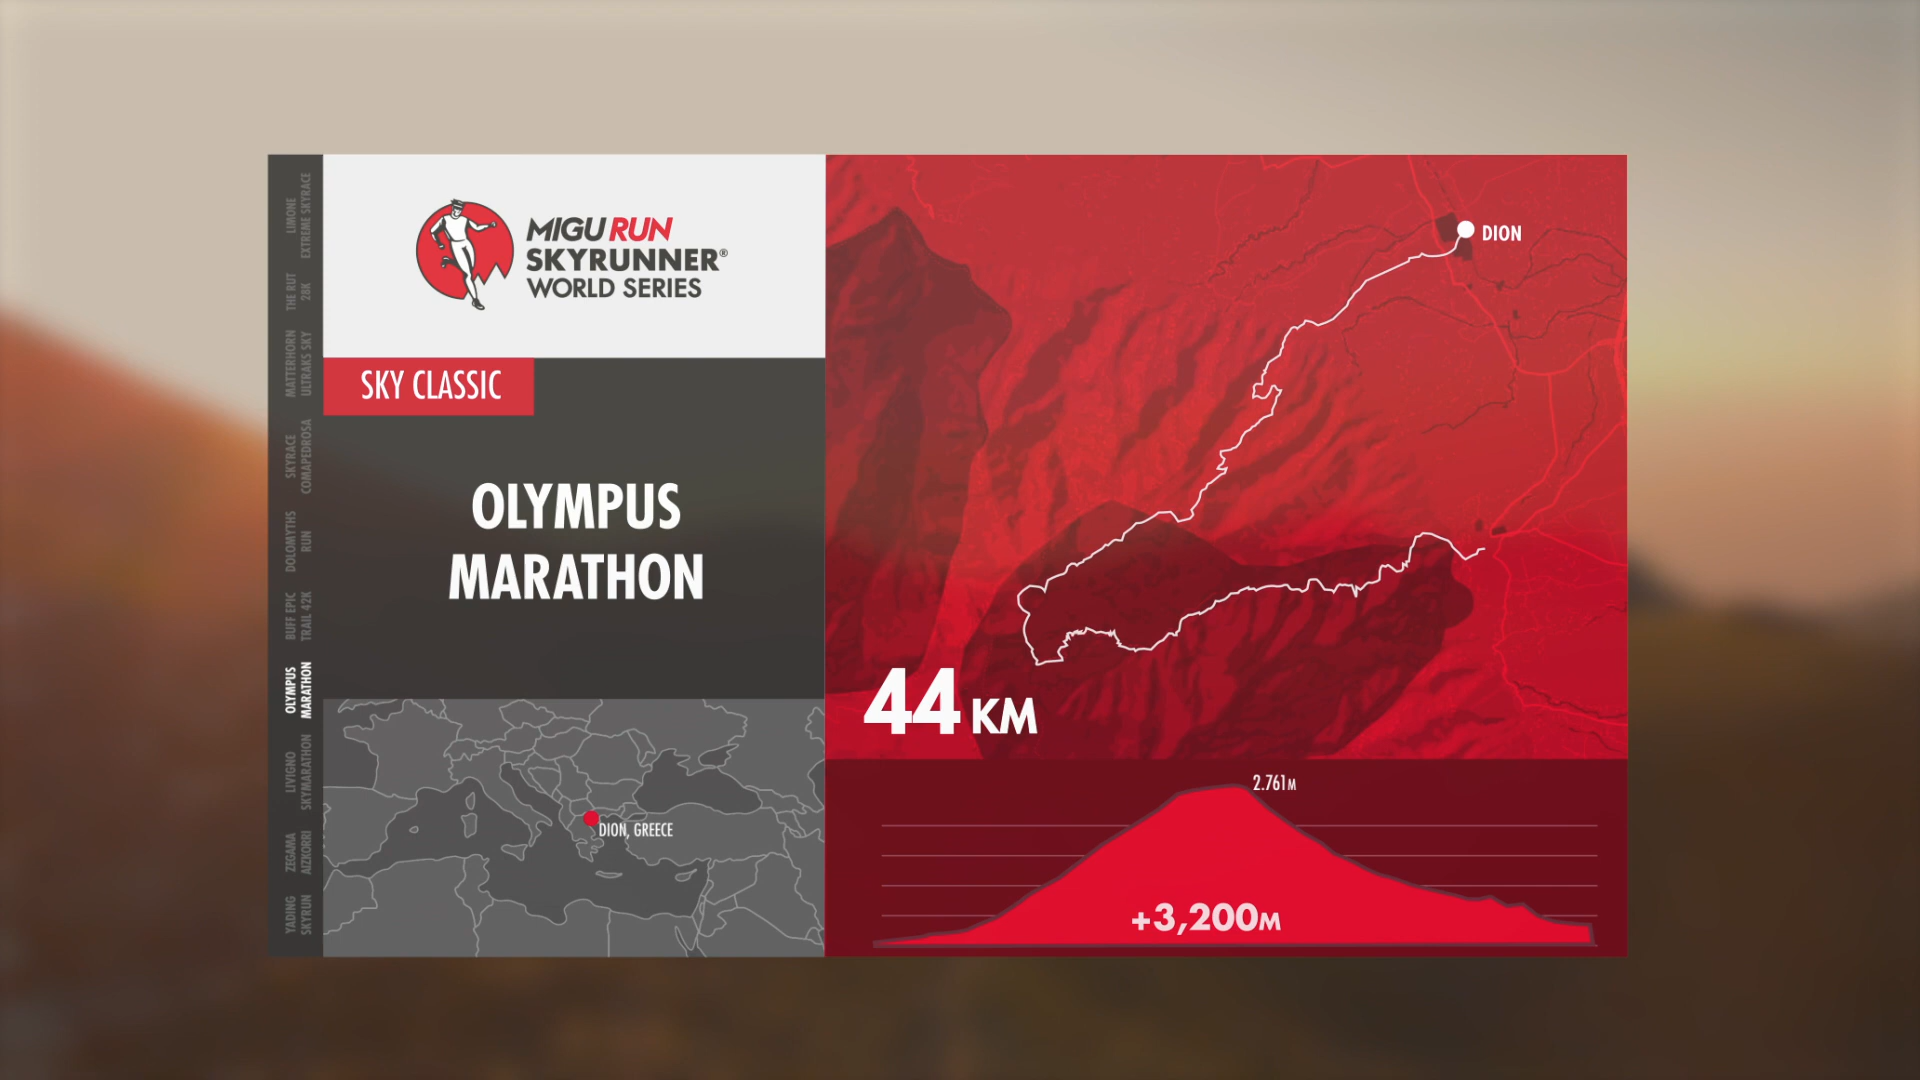 LIMONE
EXTREME SKYRACE
THE RUT
28K
MATTERHORN
ULTRAKS SKY
SKYRACE
COMAPEDROSA
DOLOMYTHS
RUN
BUFF EPIC
TRAIL 42K
OLYMPUS
MARATHON
LIVIGNO
SKYMARATHON
ZEGAMA
AIZKORRI
YADING
SKYRUN
MIGU RUN
SKYRUNNER®
WORLD SERIES
SKY CLASSIC
OLYMPUS
MARATHON
DION, GREECE
DION
44 KM
2.761M
+3,200M